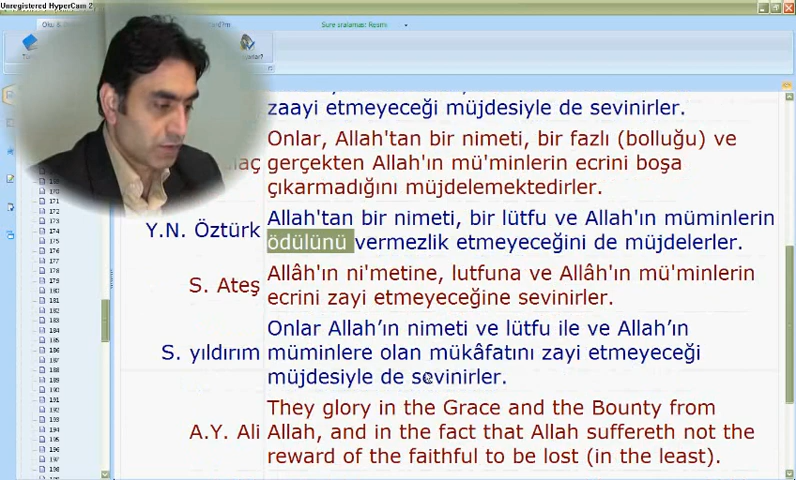 Unregistered HyperCam 2
Sure sıralaması: Resmi
zaayi etmeyeceği müjdesiyle de sevinirler.
Onlar, Allah'tan bir nimeti, bir fazlı (bolluğu) ve
gerçekten Allah'ın mü'minlerin ecrini boşa
çıkarmadığını müjdelemektedirler.
Y.N. Öztürk
Allah'tan bir nimeti, bir lütfu ve Allah'ın müminlerin
ödülünü vermezlik etmeyeceğini de müjdelerler.
S. Ateş
Allâh'ın ni'metine, lutfuna ve Allâh'ın mü'minlerin
ecrini zayi etmeyeceğine sevinirler.
S. yıldırım
Onlar Allah’ın nimeti ve lütfu ile ve Allah’ın
müminlere olan mükâfatını zayi etmeyeceği
müjdesiyle de sevinirler.
A.Y. Ali
They glory in the Grace and the Bounty from
Allah, and in the fact that Allah suffereth not the
reward of the faithful to be lost (in the least).